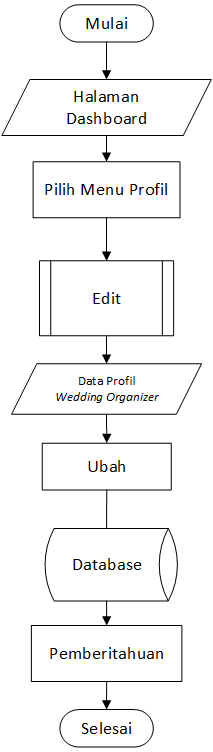 Mulai
Halaman
Dashboard
Pilih Menu Profil
Edit
Data Profil
Wedding Organizer
Ubah
Database
Pemberitahuan
Selesai